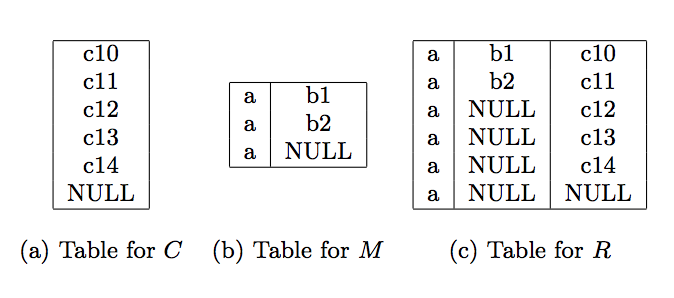 c10
c11
c12
c13
c14
NULL
a b1
a b2
a NULL
a b1 c10
a b2 c11
a NULL c12
a NULL c13
a NULL c14
a NULL NULL
(a) Table for C
(b) Table for M
(c) Table for R